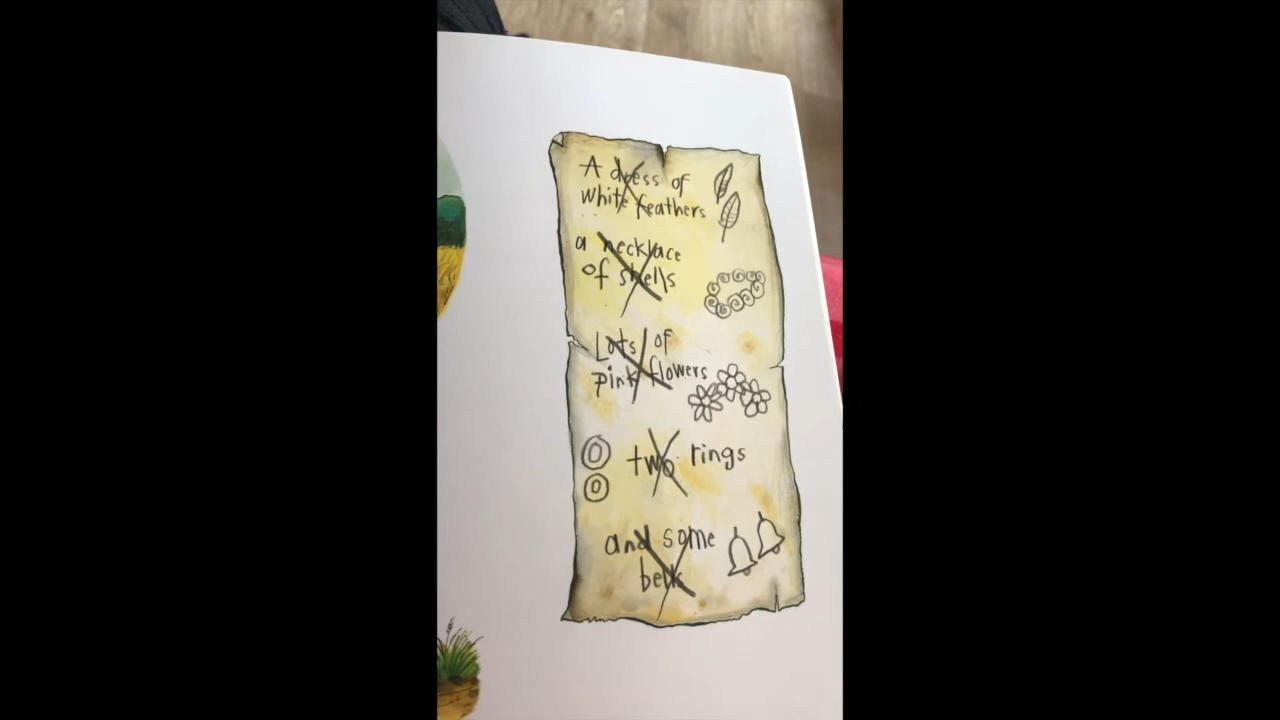 A dress of
white feathers
a necklace
of shells
Lots of
pink flowers
two rings
and some
bells